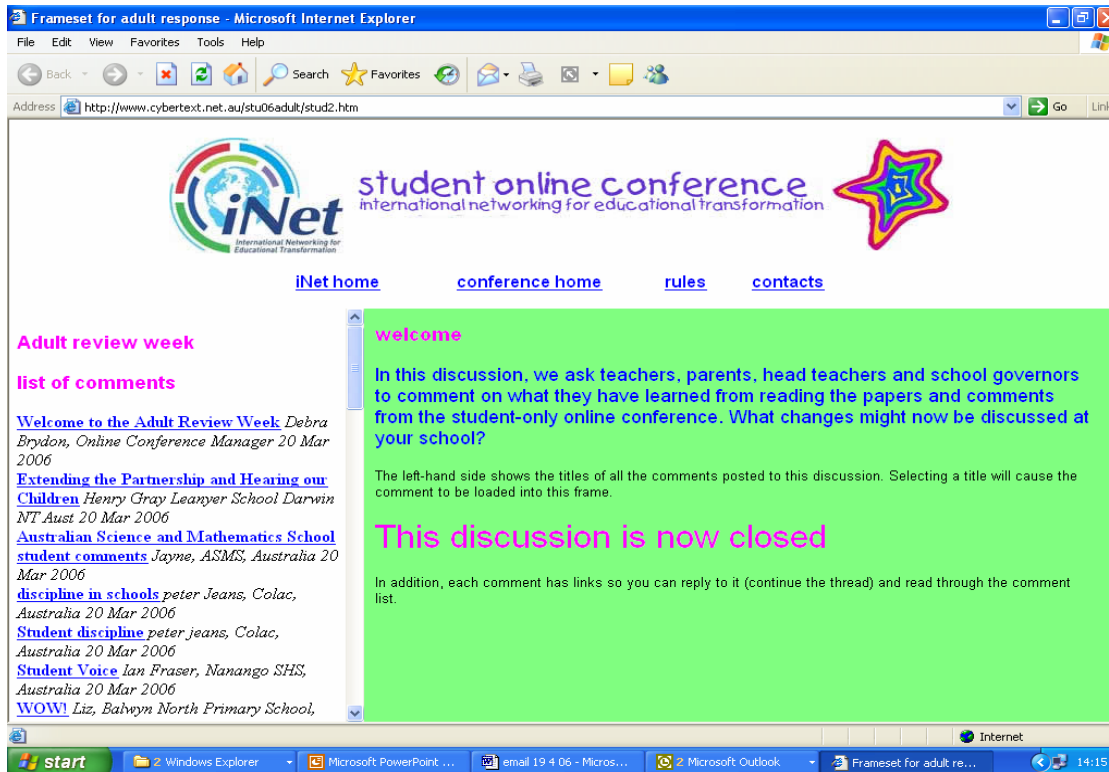 Frameset for adult response - Microsoft Internet Explorer
File Edit View Favorites Tools Help
Back Search Favorites
Address http://www.cybertext.net.au/stu06adult/stud2.htm Go Link
iNet
International Networking for
Educational Transformation
student online conference
international networking for educational transformation
iNet home conference home rules contacts
Adult review week
list of comments
Welcome to the Adult Review Week Debra
Brydon, Online Conference Manager 20 Mar
2006
Extending the Partnership and Hearing our
Children Henry Gray Leanyer School Darwin
NT Aust 20 Mar 2006
Australian Science and Mathematics School
student comments Jayne, ASMS, Australia 20
Mar 2006
discipline in schools peter Jeans, Colac,
Australia 20 Mar 2006
Student discipline peter jeans, Colac,
Australia 20 Mar 2006
Student Voice Ian Fraser, Nanango SHS,
Australia 20 Mar 2006
WOW! Liz, Balwyn North Primary School,
welcome
In this discussion, we ask teachers, parents, head teachers and school governors
to comment on what they have learned from reading the papers and comments
from the student-only online conference. What changes might now be discussed at
your school?
The left-hand side shows the titles of all the comments posted to this discussion. Selecting a title will cause the
comment to be loaded into this frame.
This discussion is now closed
In addition, each comment has links so you can reply to it (continue the thread) and read through the comment
list.
Internet
start 2 Windows Explorer Microsoft PowerPoint ... email 19 4 06 - Micros... 2 Microsoft Outlook Frameset for adult re... 14:15